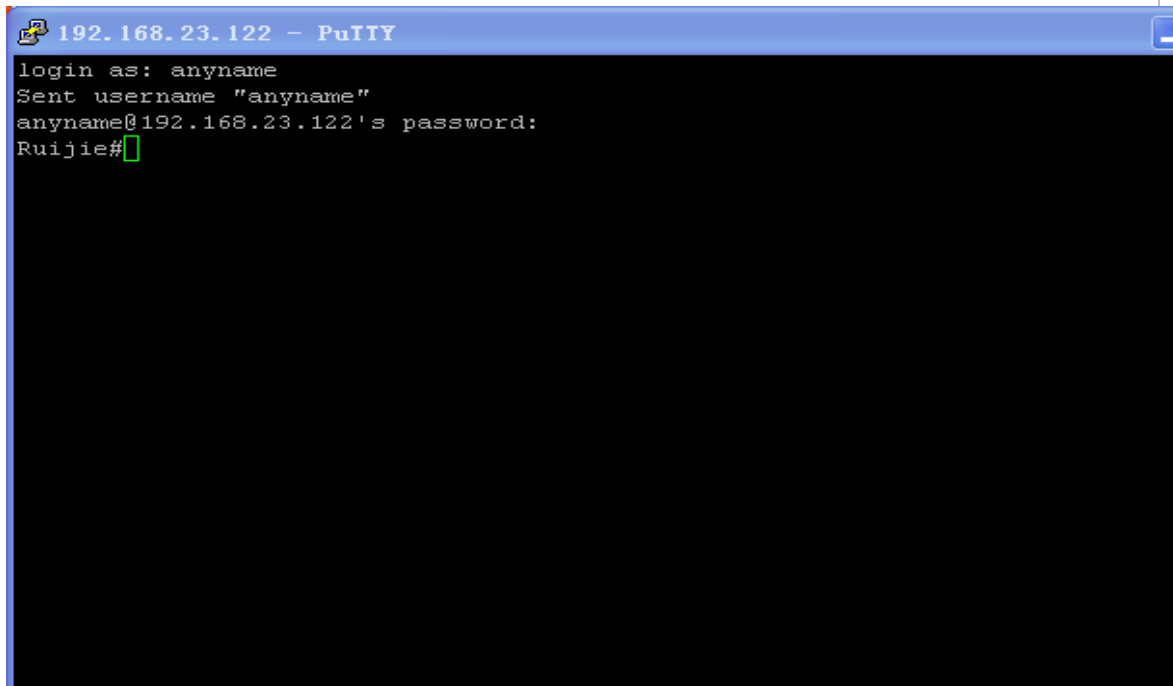 192.168.23.122 - PuTTY
login as: anyname
Sent username "anyname"
anyname@192.168.23.122's password:
Ruijie#